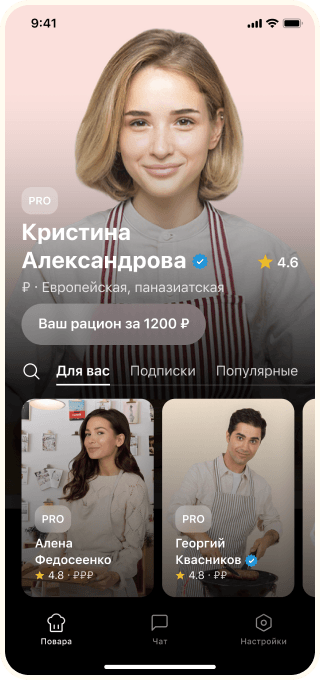 9:41
PRO
Кристина
Александрова
4.6
₽ · Европейская, паназиатская
Ваш рацион за 1200 ₽
Для вас Подписки Популярные
PRO
Алена
Федосеенко
4.8 · ₽₽₽
PRO
Георгий
Квасников
4.8 · ₽₽
Повара Чат Настройки